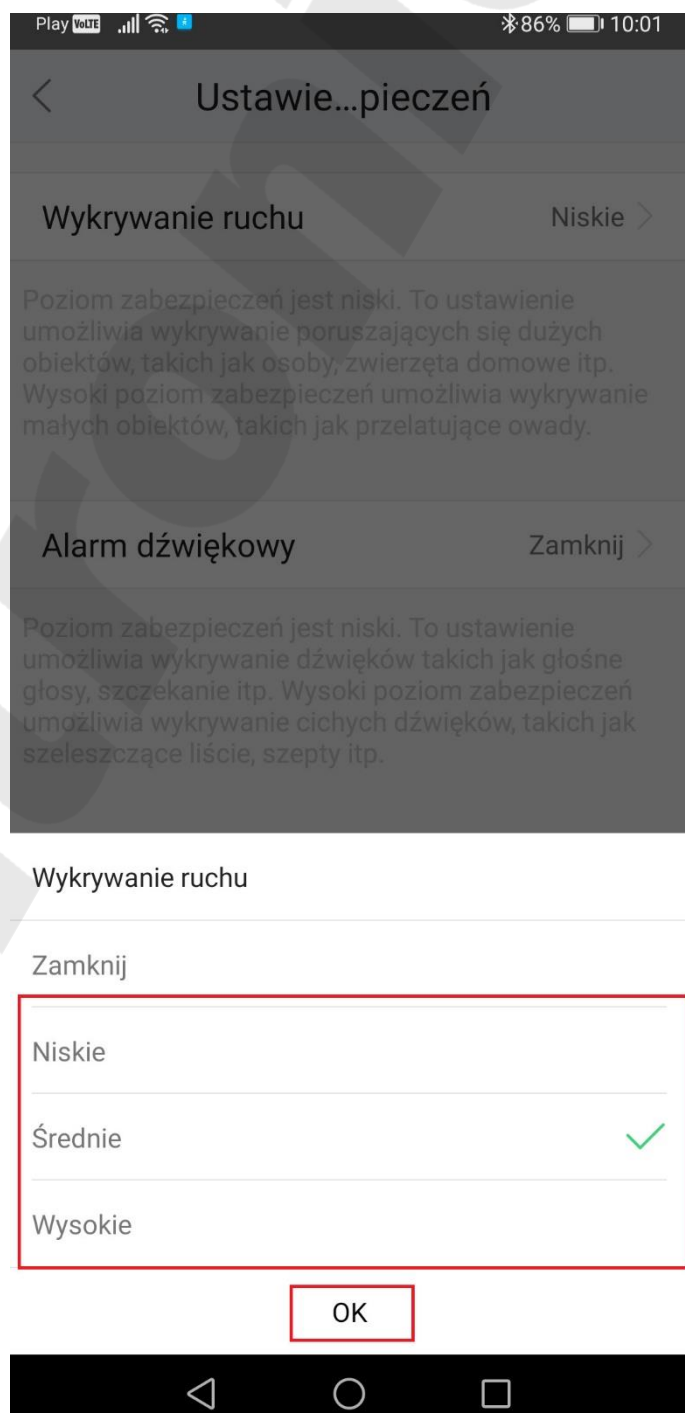 Play VoLTE 86% 10:01
Ustawie...pieczeń
Wykrywanie ruchu Niskie
Poziom zabezpieczeń jest niski. To ustawienie
umożliwia wykrywanie poruszających się dużych
obiektów, takich jak osoby, zwierzęta domowe itp.
Wysoki poziom zabezpieczeń umożliwia wykrywanie
małych obiektów, takich jak przelatujące owady.
Alarm dźwiękowy Zamknij
Poziom zabezpieczeń jest niski. To ustawienie
umożliwia wykrywanie dźwięków takich jak głośne
głosy, szczekanie itp. Wysoki poziom zabezpieczeń
umożliwia wykrywanie cichych dźwięków, takich jak
szeleszczące liście, szepty itp.
Wykrywanie ruchu
Zamknij
Niskie
Średnie
Wysokie
OK